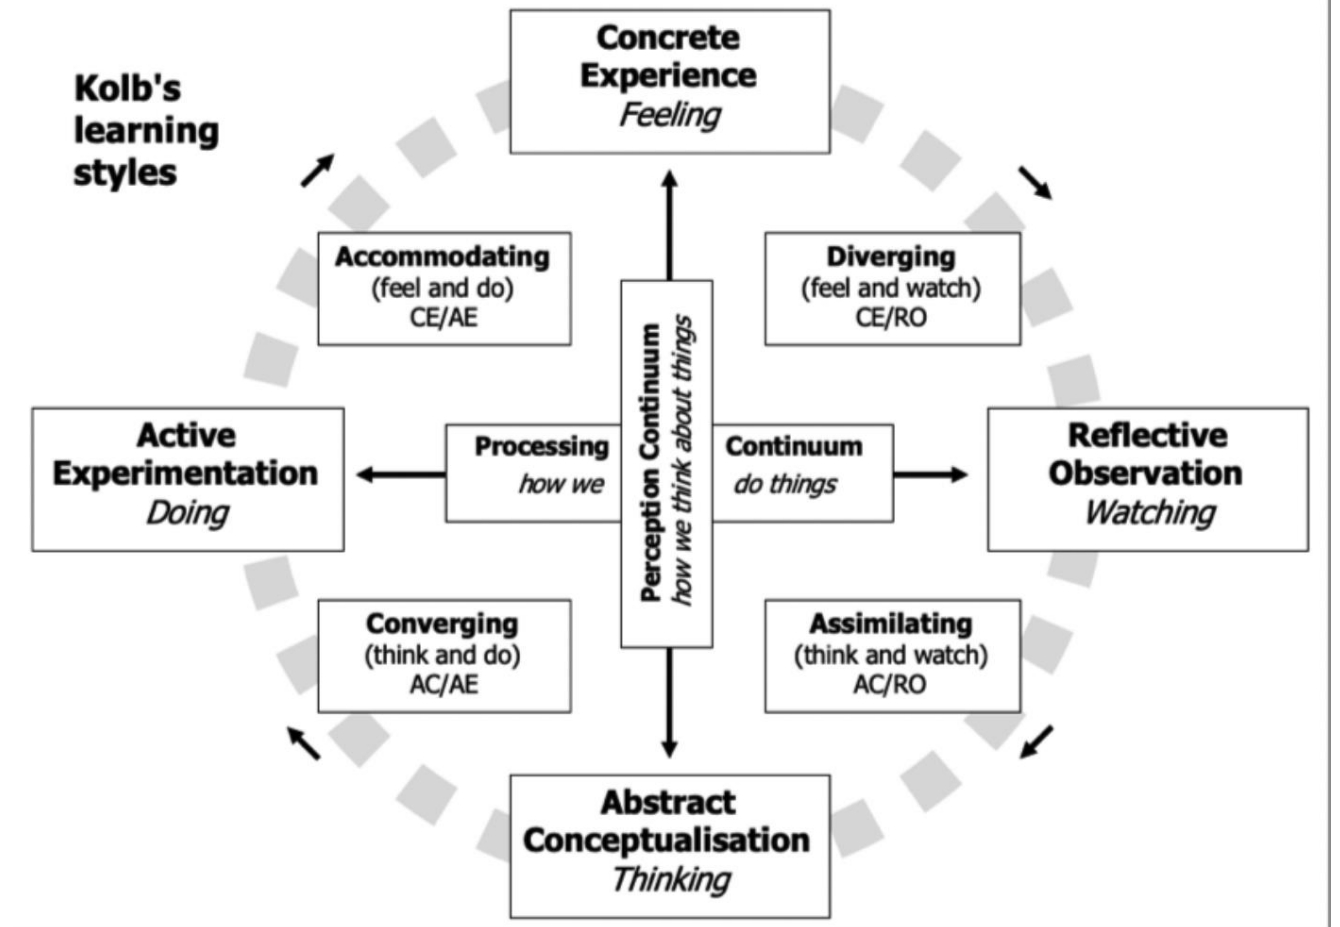 Kolb's
learning
styles
Concrete
Experience
Feeling
Accommodating
(feel and do)
CE/AE
Diverging
(feel and watch)
CE/RO
Active
Experimentation
Doing
Processing
how we
Perception Continuum
how we think about things
Continuum
do things
Reflective
Observation
Watching
Converging
(think and do)
AC/AE
Assimilating
(think and watch)
AC/RO
Abstract
Conceptualisation
Thinking